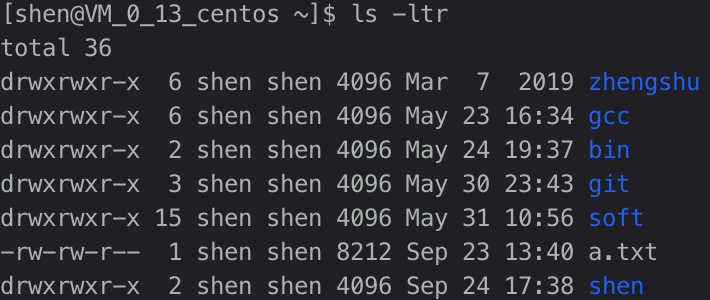 [shen@VM_0_13_centos ~]$ ls -ltr
total 36
drwxrwxr-x  6 shen shen 4096 Mar  7  2019 zhengshu
drwxrwxr-x  6 shen shen 4096 May 23 16:34 gcc
drwxrwxr-x  2 shen shen 4096 May 24 19:37 bin
drwxrwxr-x  3 shen shen 4096 May 30 23:43 git
drwxrwxr-x 15 shen shen 4096 May 31 10:56 soft
-rw-rw-r--  1 shen shen 8212 Sep 23 13:40 a.txt
drwxrwxr-x  2 shen shen 4096 Sep 24 17:38 shen